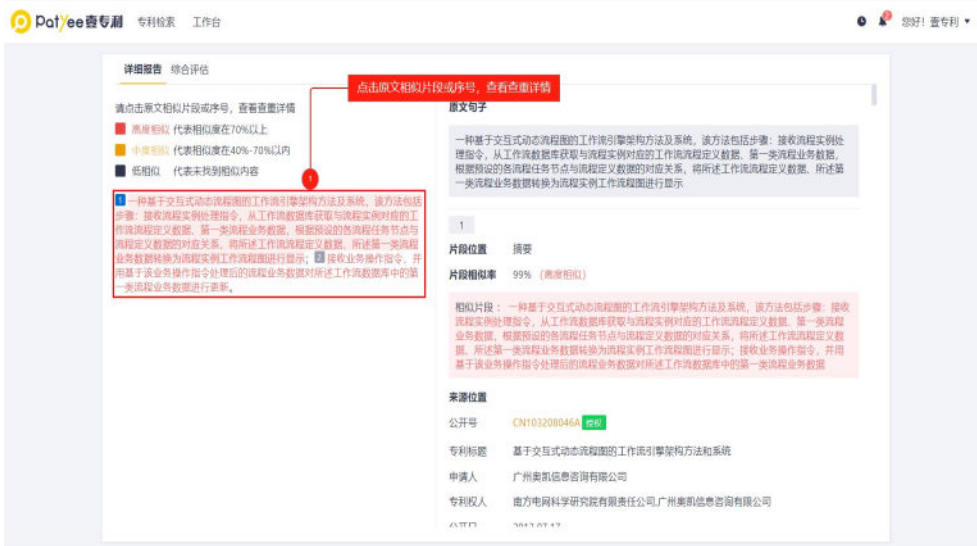 Patyee壹专利 专利检索 工作台
2
您好！壹专利
详细报告 综合评估
点击原文相似片段或序号，查看查重详情
请点击原文相似片段或序号，查看查重详情
高度相似 代表相似度在70%以上
中度相似 代表相似度在40%-70%以内
低相似 代表未找到相似内容
1
1 一种基于交互式动态流程图的工作流引擎架构方法及系统，该方法包括
步骤：接收流程实例处理指令，从工作流数据库获取与流程实例对应的工
作流流程定义数据、第一类流程业务数据，根据预设的各流程任务节点与
流程定义数据的对应关系，将所述工作流流程定义数据、所述第一类流程
业务数据转换为流程实例工作流程图进行显示；2 接收业务操作指令，并
用基于该业务操作指令处理后的流程业务数据对所述工作流数据库中的第
一类流程业务数据进行更新。
原文句子
一种基于交互式动态流程图的工作流引擎架构方法及系统，该方法包括步骤：接收流程实例处
理指令，从工作流数据库获取与流程实例对应的工作流流程定义数据、第一类流程业务数据，
根据预设的各流程任务节点与流程定义数据的对应关系，将所述工作流流程定义数据、所述第
一类流程业务数据转换为流程实例工作流程图进行显示
1
片段位置 摘要
片段相似率 99% （高度相似）
相似片段： 一种基于交互式动态流程图的工作流引擎架构方法及系统，该方法包括步骤：接收
流程实例处理指令，从工作流数据库获取与流程实例对应的工作流流程定义数据、第一类流程
业务数据，根据预设的各流程任务节点与流程定义数据的对应关系，将所述工作流流程定义数
据、所述第一类流程业务数据转换为流程实例工作流程图进行显示；接收业务操作指令，并用
基于该业务操作指令处理后的流程业务数据对所述工作流数据库中的第一类流程业务数据
来源位置
公开号 CN103208046A 授权
专利标题 基于交互式动态流程图的工作流引擎架构方法和系统
申请人 广州奥凯信息咨询有限公司
专利权人 南方电网科学研究院有限责任公司,广州奥凯信息咨询有限公司
公开日 2013-07-17